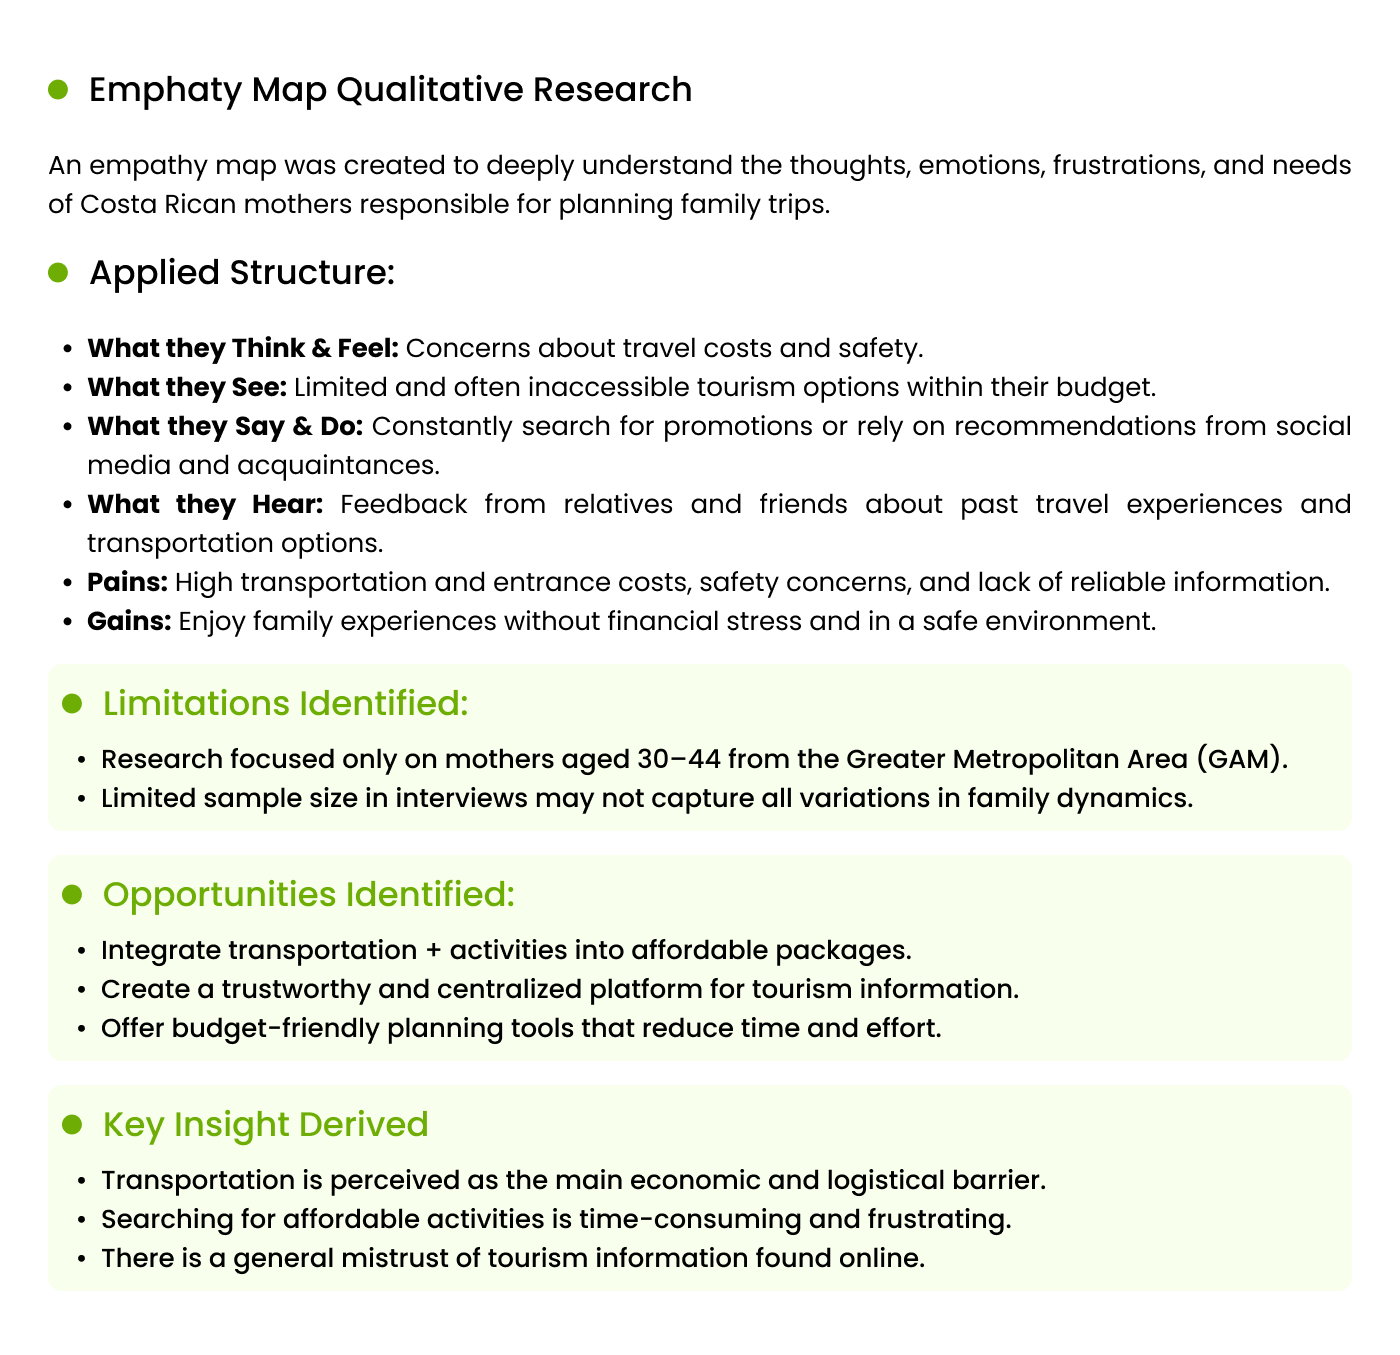 Emphaty Map Qualitative Research
An empathy map was created to deeply understand the thoughts, emotions, frustrations, and needs
of Costa Rican mothers responsible for planning family trips.
Applied Structure:
• What they Think & Feel: Concerns about travel costs and safety.
• What they See: Limited and often inaccessible tourism options within their budget.
• What they Say & Do: Constantly search for promotions or rely on recommendations from social
media and acquaintances.
• What they Hear: Feedback from relatives and friends about past travel experiences and
transportation options.
• Pains: High transportation and entrance costs, safety concerns, and lack of reliable information.
• Gains: Enjoy family experiences without financial stress and in a safe environment.
Limitations Identified:
• Research focused only on mothers aged 30–44 from the Greater Metropolitan Area (GAM).
• Limited sample size in interviews may not capture all variations in family dynamics.
Opportunities Identified:
• Integrate transportation + activities into affordable packages.
• Create a trustworthy and centralized platform for tourism information.
• Offer budget-friendly planning tools that reduce time and effort.
Key Insight Derived
• Transportation is perceived as the main economic and logistical barrier.
• Searching for affordable activities is time-consuming and frustrating.
• There is a general mistrust of tourism information found online.